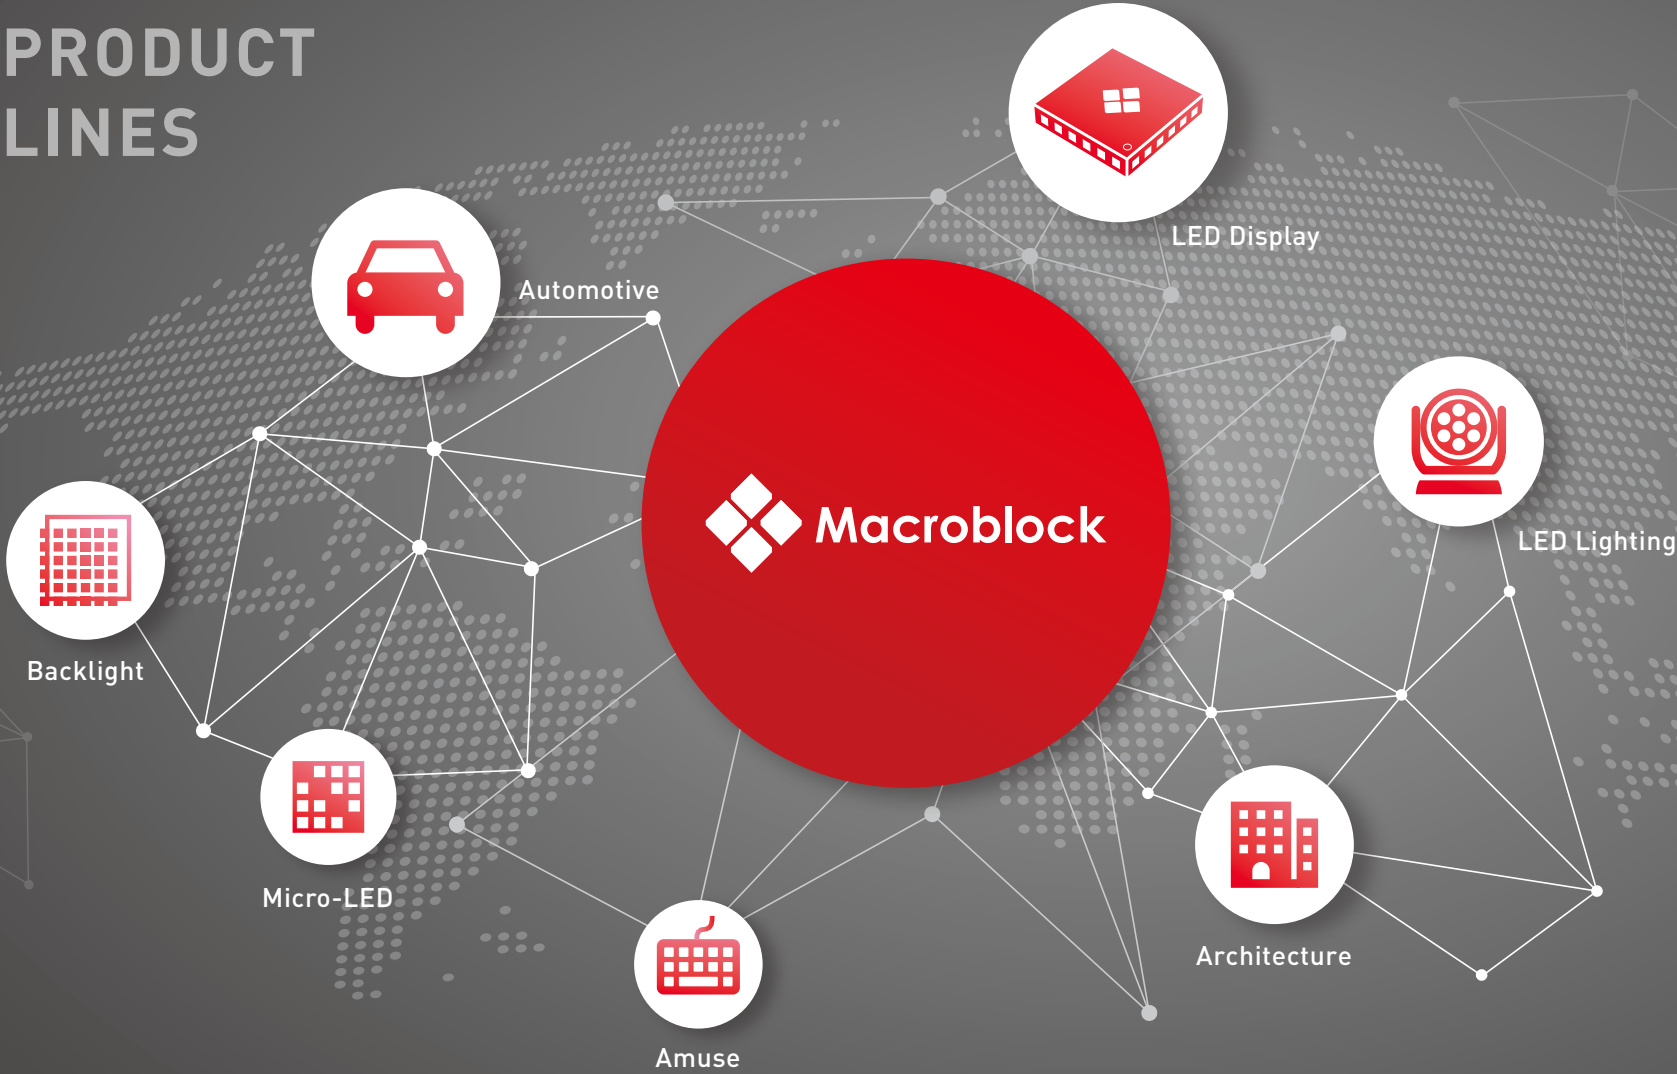 PRODUCT
LINES
LED Display
Automotive
Macroblock
LED Lighting
Backlight
Micro-LED
Architecture
Amuse